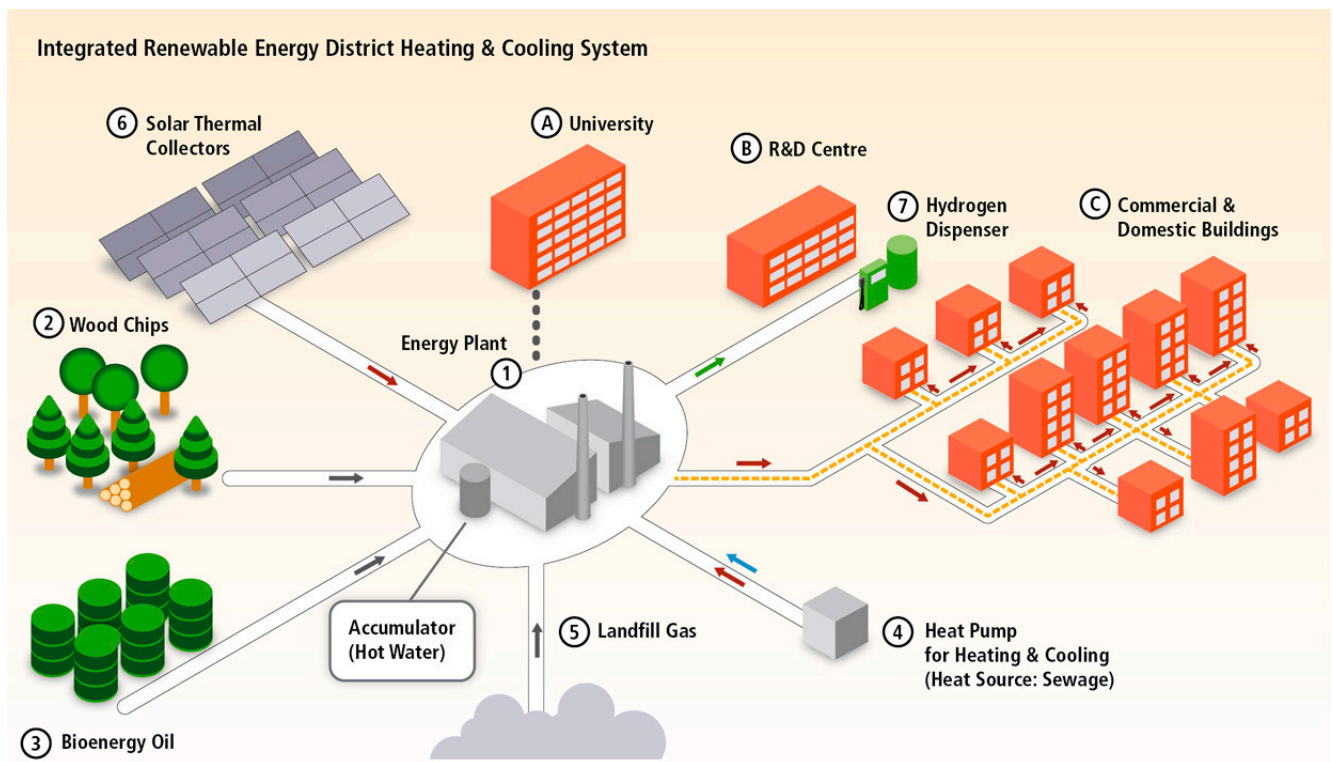 Integrated Renewable Energy District Heating & Cooling System
6 Solar Thermal
Collectors
A University
B R&D Centre
7 Hydrogen
Dispenser
C Commercial &
Domestic Buildings
2 Wood Chips
Energy Plant
1
Accumulator
(Hot Water)
5 Landfill Gas
4 Heat Pump
for Heating & Cooling
(Heat Source: Sewage)
3 Bioenergy Oil